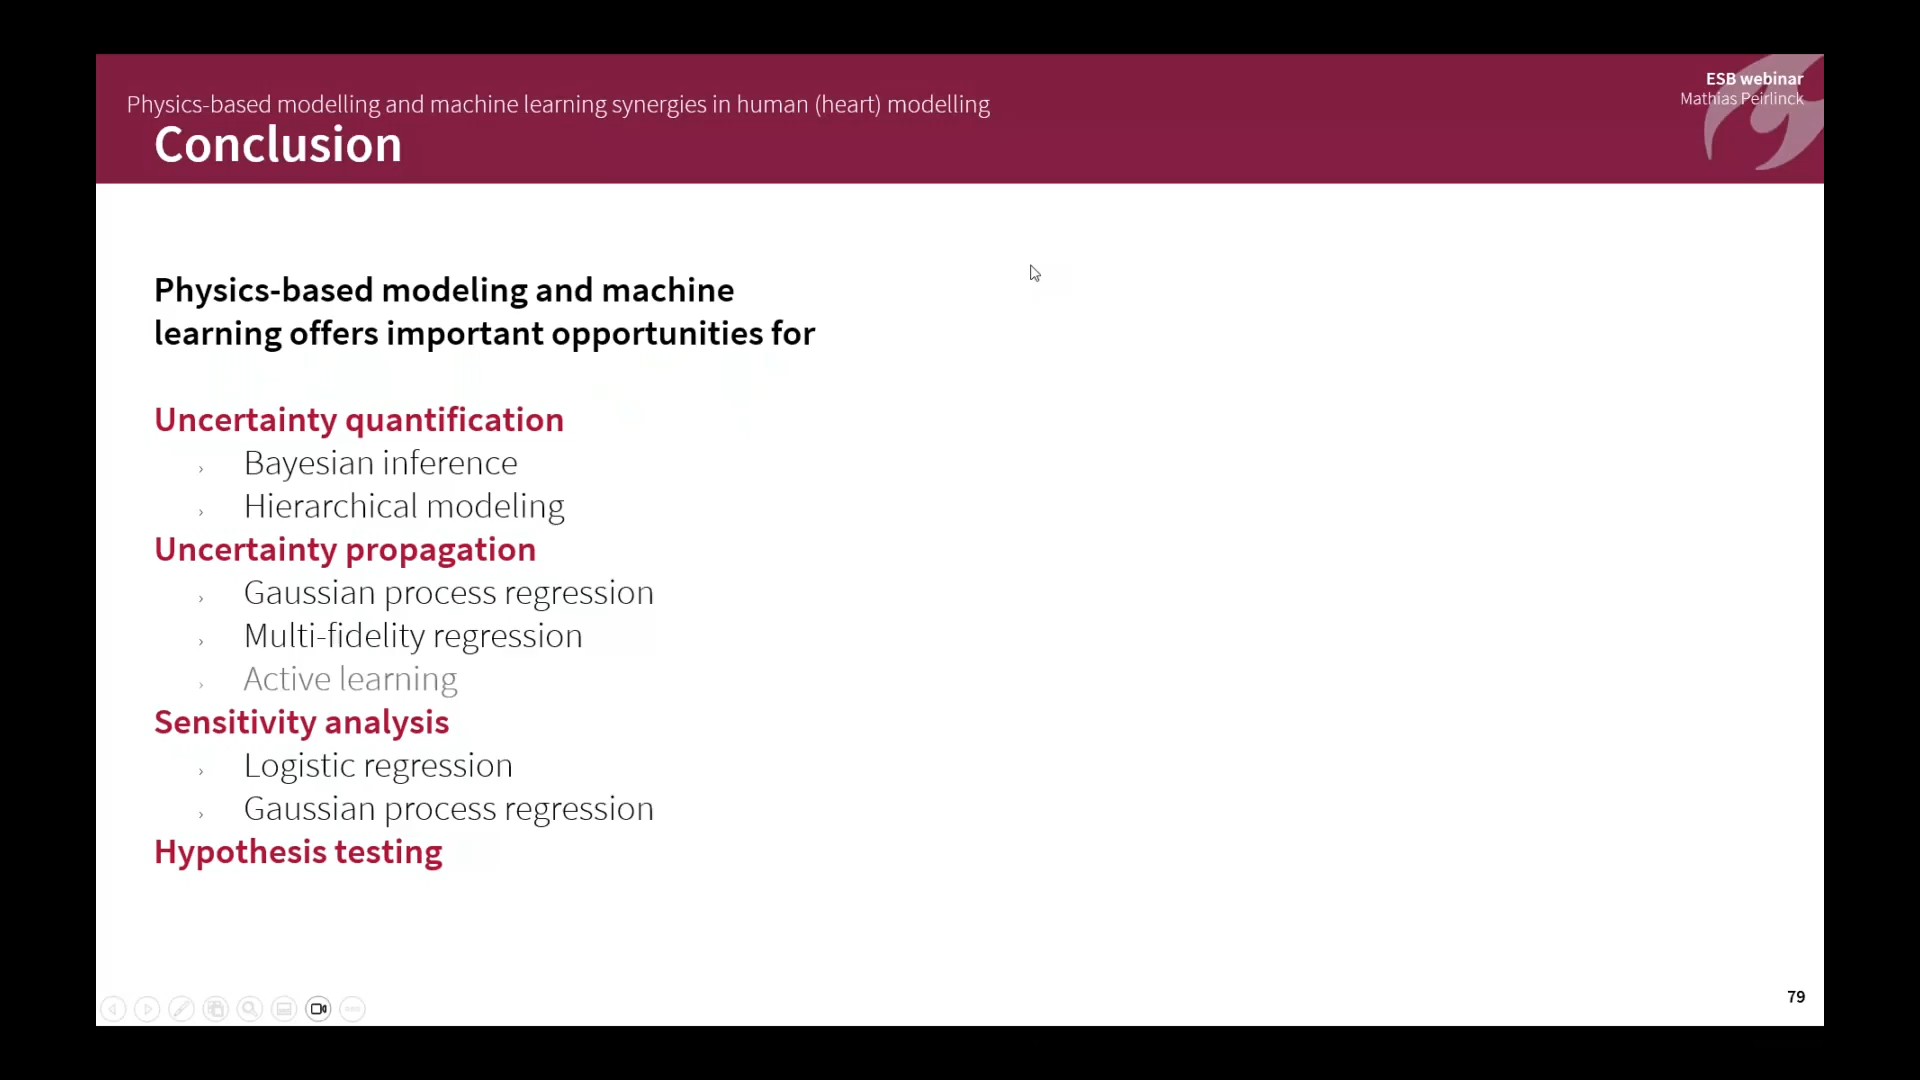 Physics-based modelling and machine learning synergies in human (heart) modelling
Conclusion
ESB webinar
Mathias Peirlinck
Physics-based modeling and machine
learning offers important opportunities for
Uncertainty quantification
› Bayesian inference
› Hierarchical modeling
Uncertainty propagation
› Gaussian process regression
› Multi-fidelity regression
› Active learning
Sensitivity analysis
› Logistic regression
› Gaussian process regression
Hypothesis testing
79